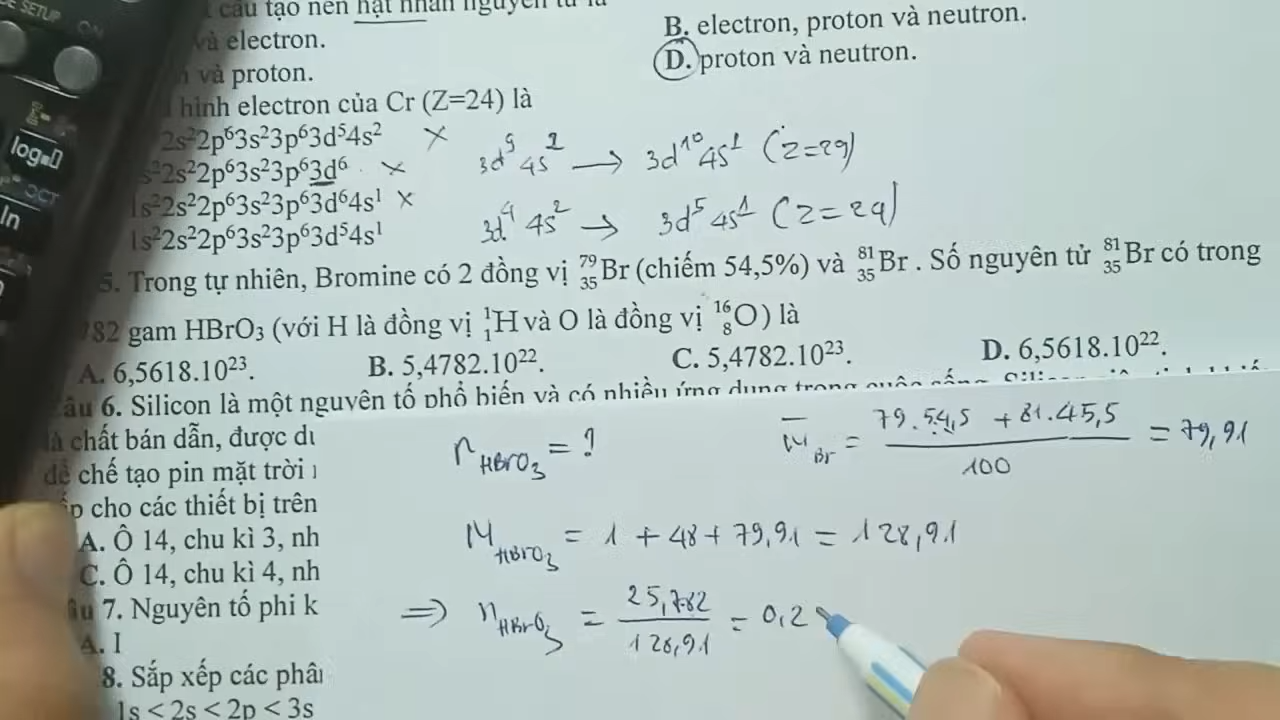 SETUP ON
cấu tạo nên hạt nhân nguyên tử là
và electron. B. electron, proton và neutron.
và proton. D. proton và neutron.
hình electron của Cr (Z=24) là
2s²2p⁶3s²3p⁶3d⁵4s² ×
s²2s²2p⁶3s²3p⁶3d⁶ × 3d⁹ 4s² → 3d¹⁰4s¹ (Z=29)
1s²2s²2p⁶3s²3p⁶3d⁶4s¹ ×
1s²2s²2p⁶3s²3p⁶3d⁵4s¹ 3d⁴ 4s² → 3d⁵ 4s¹ (Z=24)
5. Trong tự nhiên, Bromine có 2 đồng vị ⁷⁹₃₅Br (chiếm 54,5%) và ⁸¹₃₅Br . Số nguyên tử ⁸¹₃₅Br có trong
782 gam HBrO₃ (với H là đồng vị ¹₁H và O là đồng vị ¹⁶₈O) là
A. 6,5618.10²³. B. 5,4782.10²². C. 5,4782.10²³. D. 6,5618.10²².
âu 6. Silicon là một nguyên tố phổ biến và có nhiều ứng dụng trong cuộc sống.
là chất bán dẫn, được
để chế tạo pin mặt trời
cho các thiết bị trên
A. Ô 14, chu kì 3, nh
C. Ô 14, chu kì 4, nh
7. Nguyên tố phi k
A. I
8. Sắp xếp các phân
1s < 2s < 2p < 3s
n HBrO₃ = ?
M̅ Br = (79.54,5 + 81.45,5)/100 = 79,91
M HBrO₃ = 1 + 48 + 79,91 = 128,91
⇒ n HBrO₃ = 25,782/128,91 = 0,2
log
ln
OCT